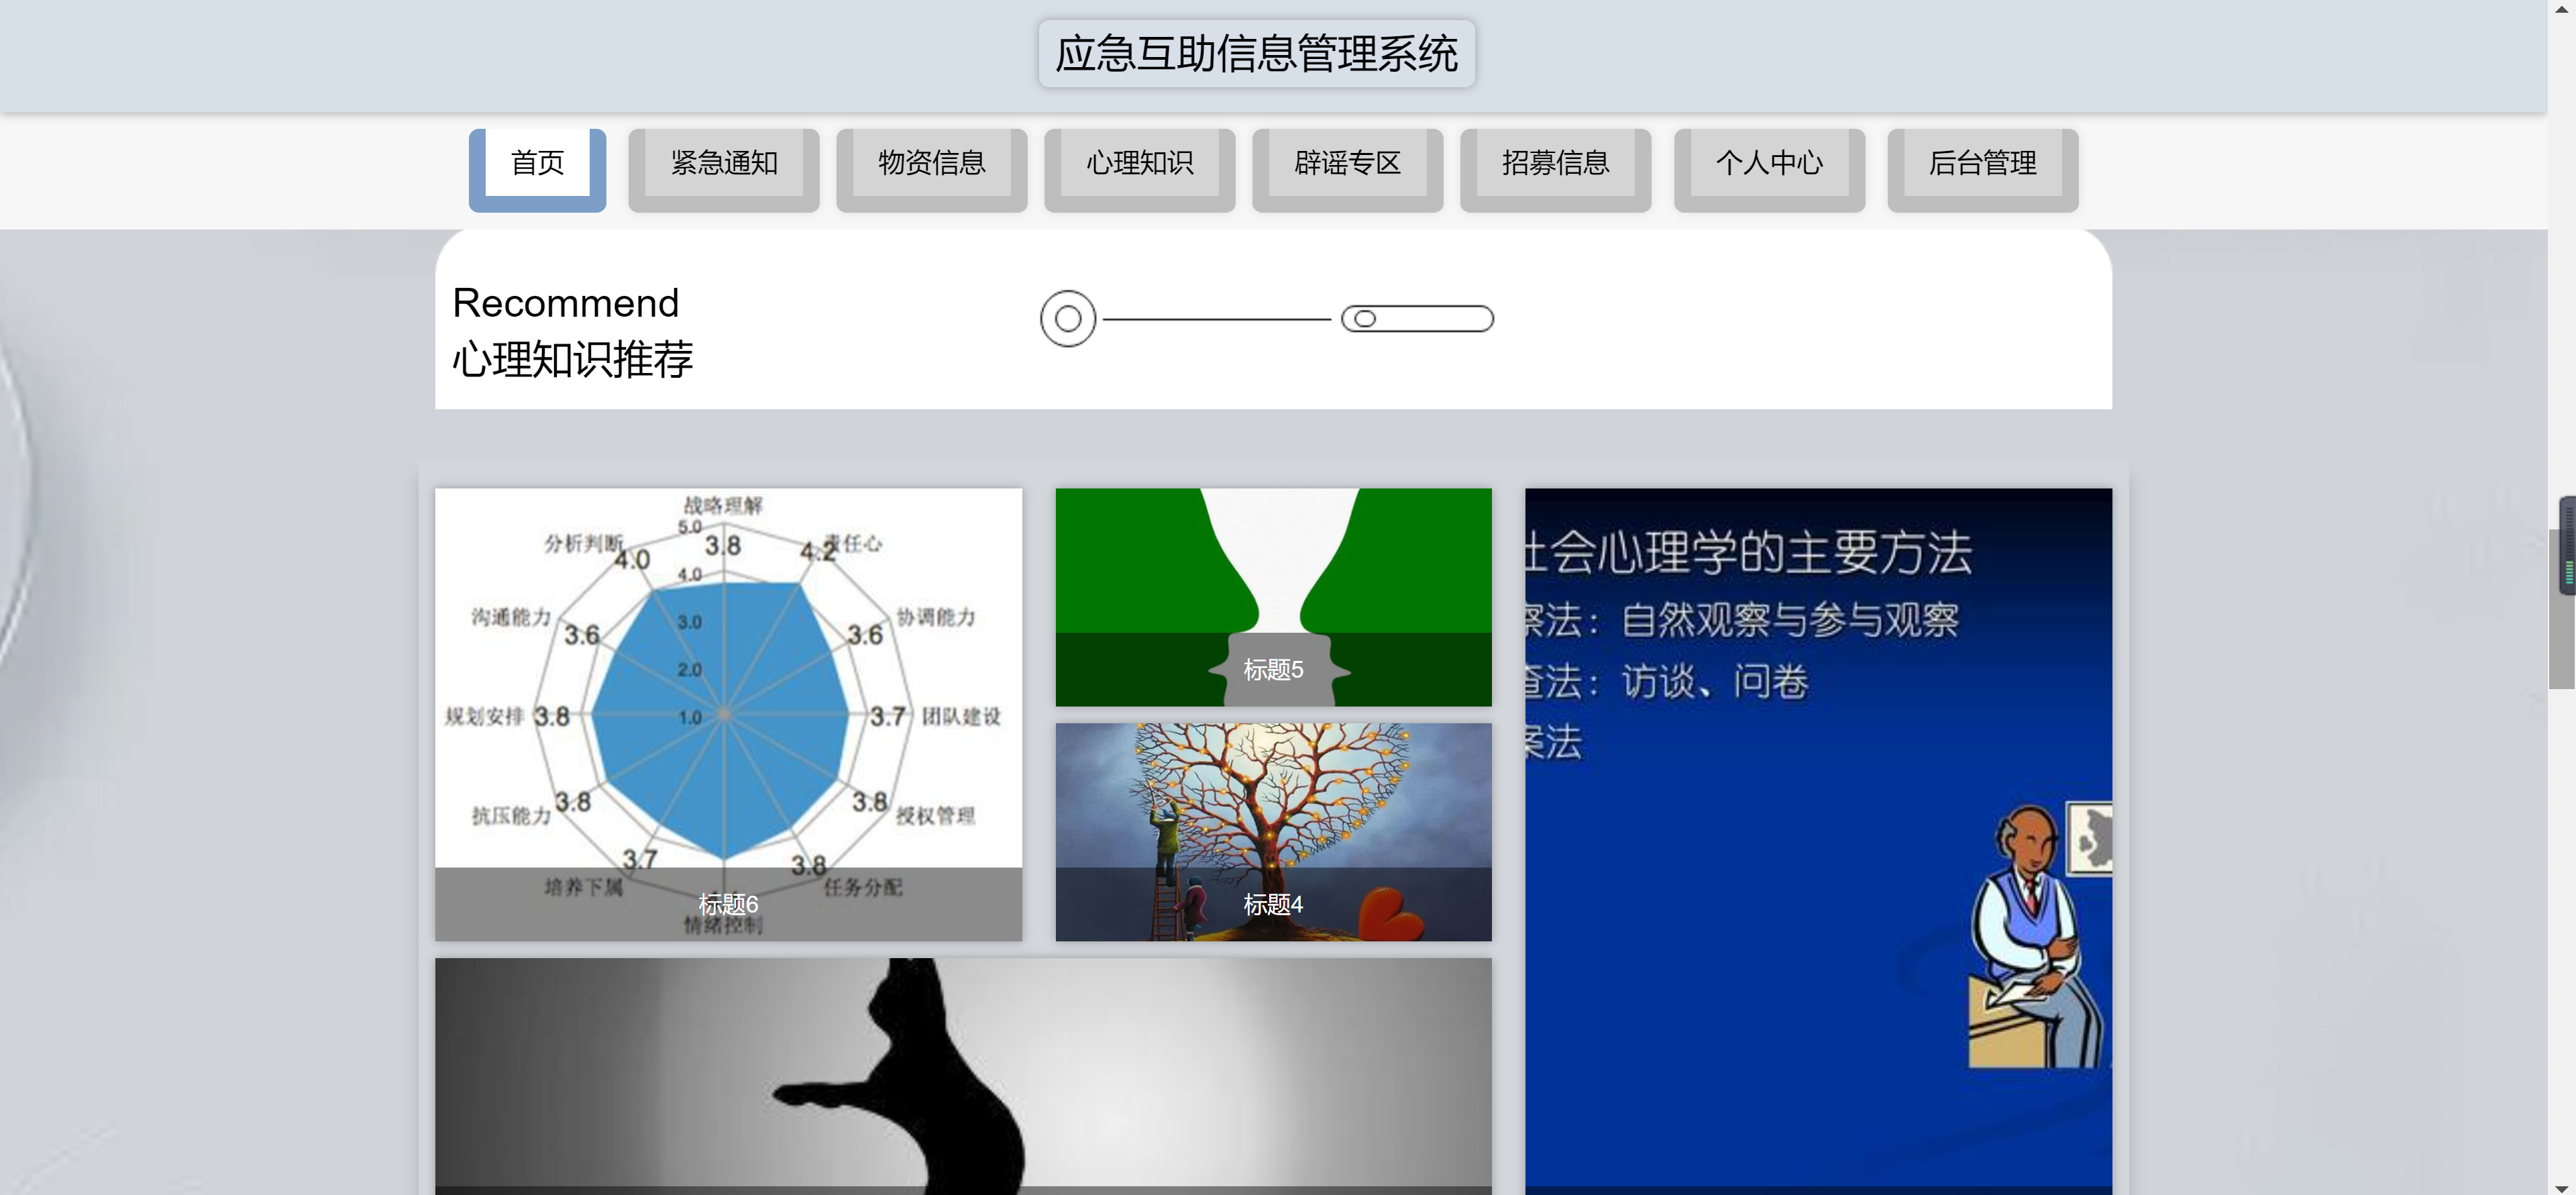 应急互助信息管理系统
首页
紧急通知
物资信息
心理知识
辟谣专区
招募信息
个人中心
后台管理
Recommend
心理知识推荐
战略理解
5.0
分析判断
4.0
3.8
4.2
责任心
4.0
沟通能力
3.6
3.0
3.6
协调能力
2.0
规划安排
3.8
1.0
3.7
团队建设
抗压能力
3.8
3.8
授权管理
3.7
3.8
培养下属
任务分配
标题6
情绪控制
标题5
标题4
社会心理学的主要方法
察法：自然观察与参与观察
查法：访谈、问卷
案法